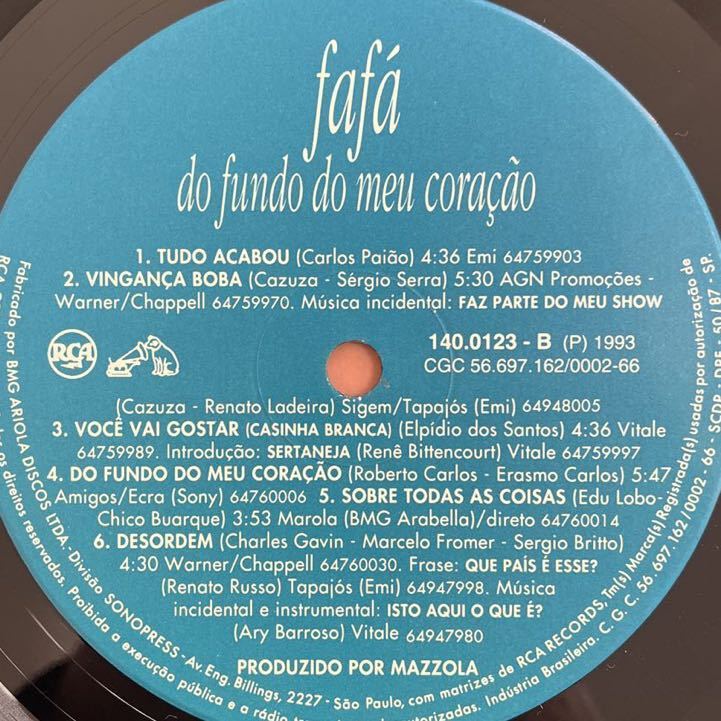 fafá
do fundo do meu coração
1. TUDO ACABOU (Carlos Paião) 4:36 Emi 64759903
2. VINGANÇA BOBA (Cazuza - Sérgio Serra) 5:30 AGN Promoções -
Warner/Chappell 64759970. Música incidental: FAZ PARTE DO MEU SHOW
RCA
140.0123 - B (P) 1993
CGC 56.697.162/0002-66
(Cazuza - Renato Ladeira) Sigem/Tapajós (Emi) 64948005
3. VOCÊ VAI GOSTAR (CASINHA BRANCA) (Elpídio dos Santos) 4:36 Vitale
64759989. Introdução: SERTANEJA (Renê Bittencourt) Vitale 64759997
4. DO FUNDO DO MEU CORAÇÃO (Roberto Carlos - Erasmo Carlos) 5:47
Amigos/Ecra (Sony) 64760006 5. SOBRE TODAS AS COISAS (Edu Lobo-
Chico Buarque) 3:53 Marola (BMG Arabella)/direto 64760014
6. DESORDEM (Charles Gavin - Marcelo Fromer - Sergio Britto)
4:30 Warner/Chappell 64760030. Frase: QUE PAÍS É ESSE?
(Renato Russo) Tapajós (Emi) 64947998. Música
incidental e instrumental: ISTO AQUI O QUE É?
(Ary Barroso) Vitale 64947980
PRODUZIDO POR MAZZOLA
Fabricado por BMG ARIOLA DISCOS LTDA: Divisão SONOPRESS - Av. Eng. Billings, 2227 - São Paulo, com matrizes de RCA RECORDS, Tm(s) Marca(s) Registrada(s) usadas por autorização de
RCA
os direitos reservados. Proibida a execução pública e a rádio autorizadas. Indústria Brasileira. C. G. C. 56. 697. 162 / 0002 - 66 - SCDP - DPF - 60 / 87 - SP.